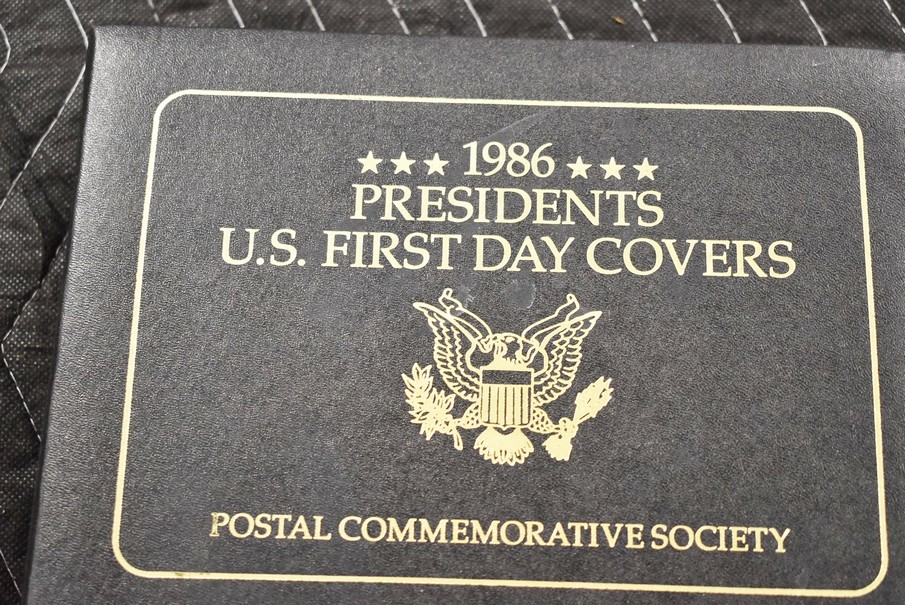 ★★★ 1986 ★★★
PRESIDENTS
U.S. FIRST DAY COVERS
POSTAL COMMEMORATIVE SOCIETY